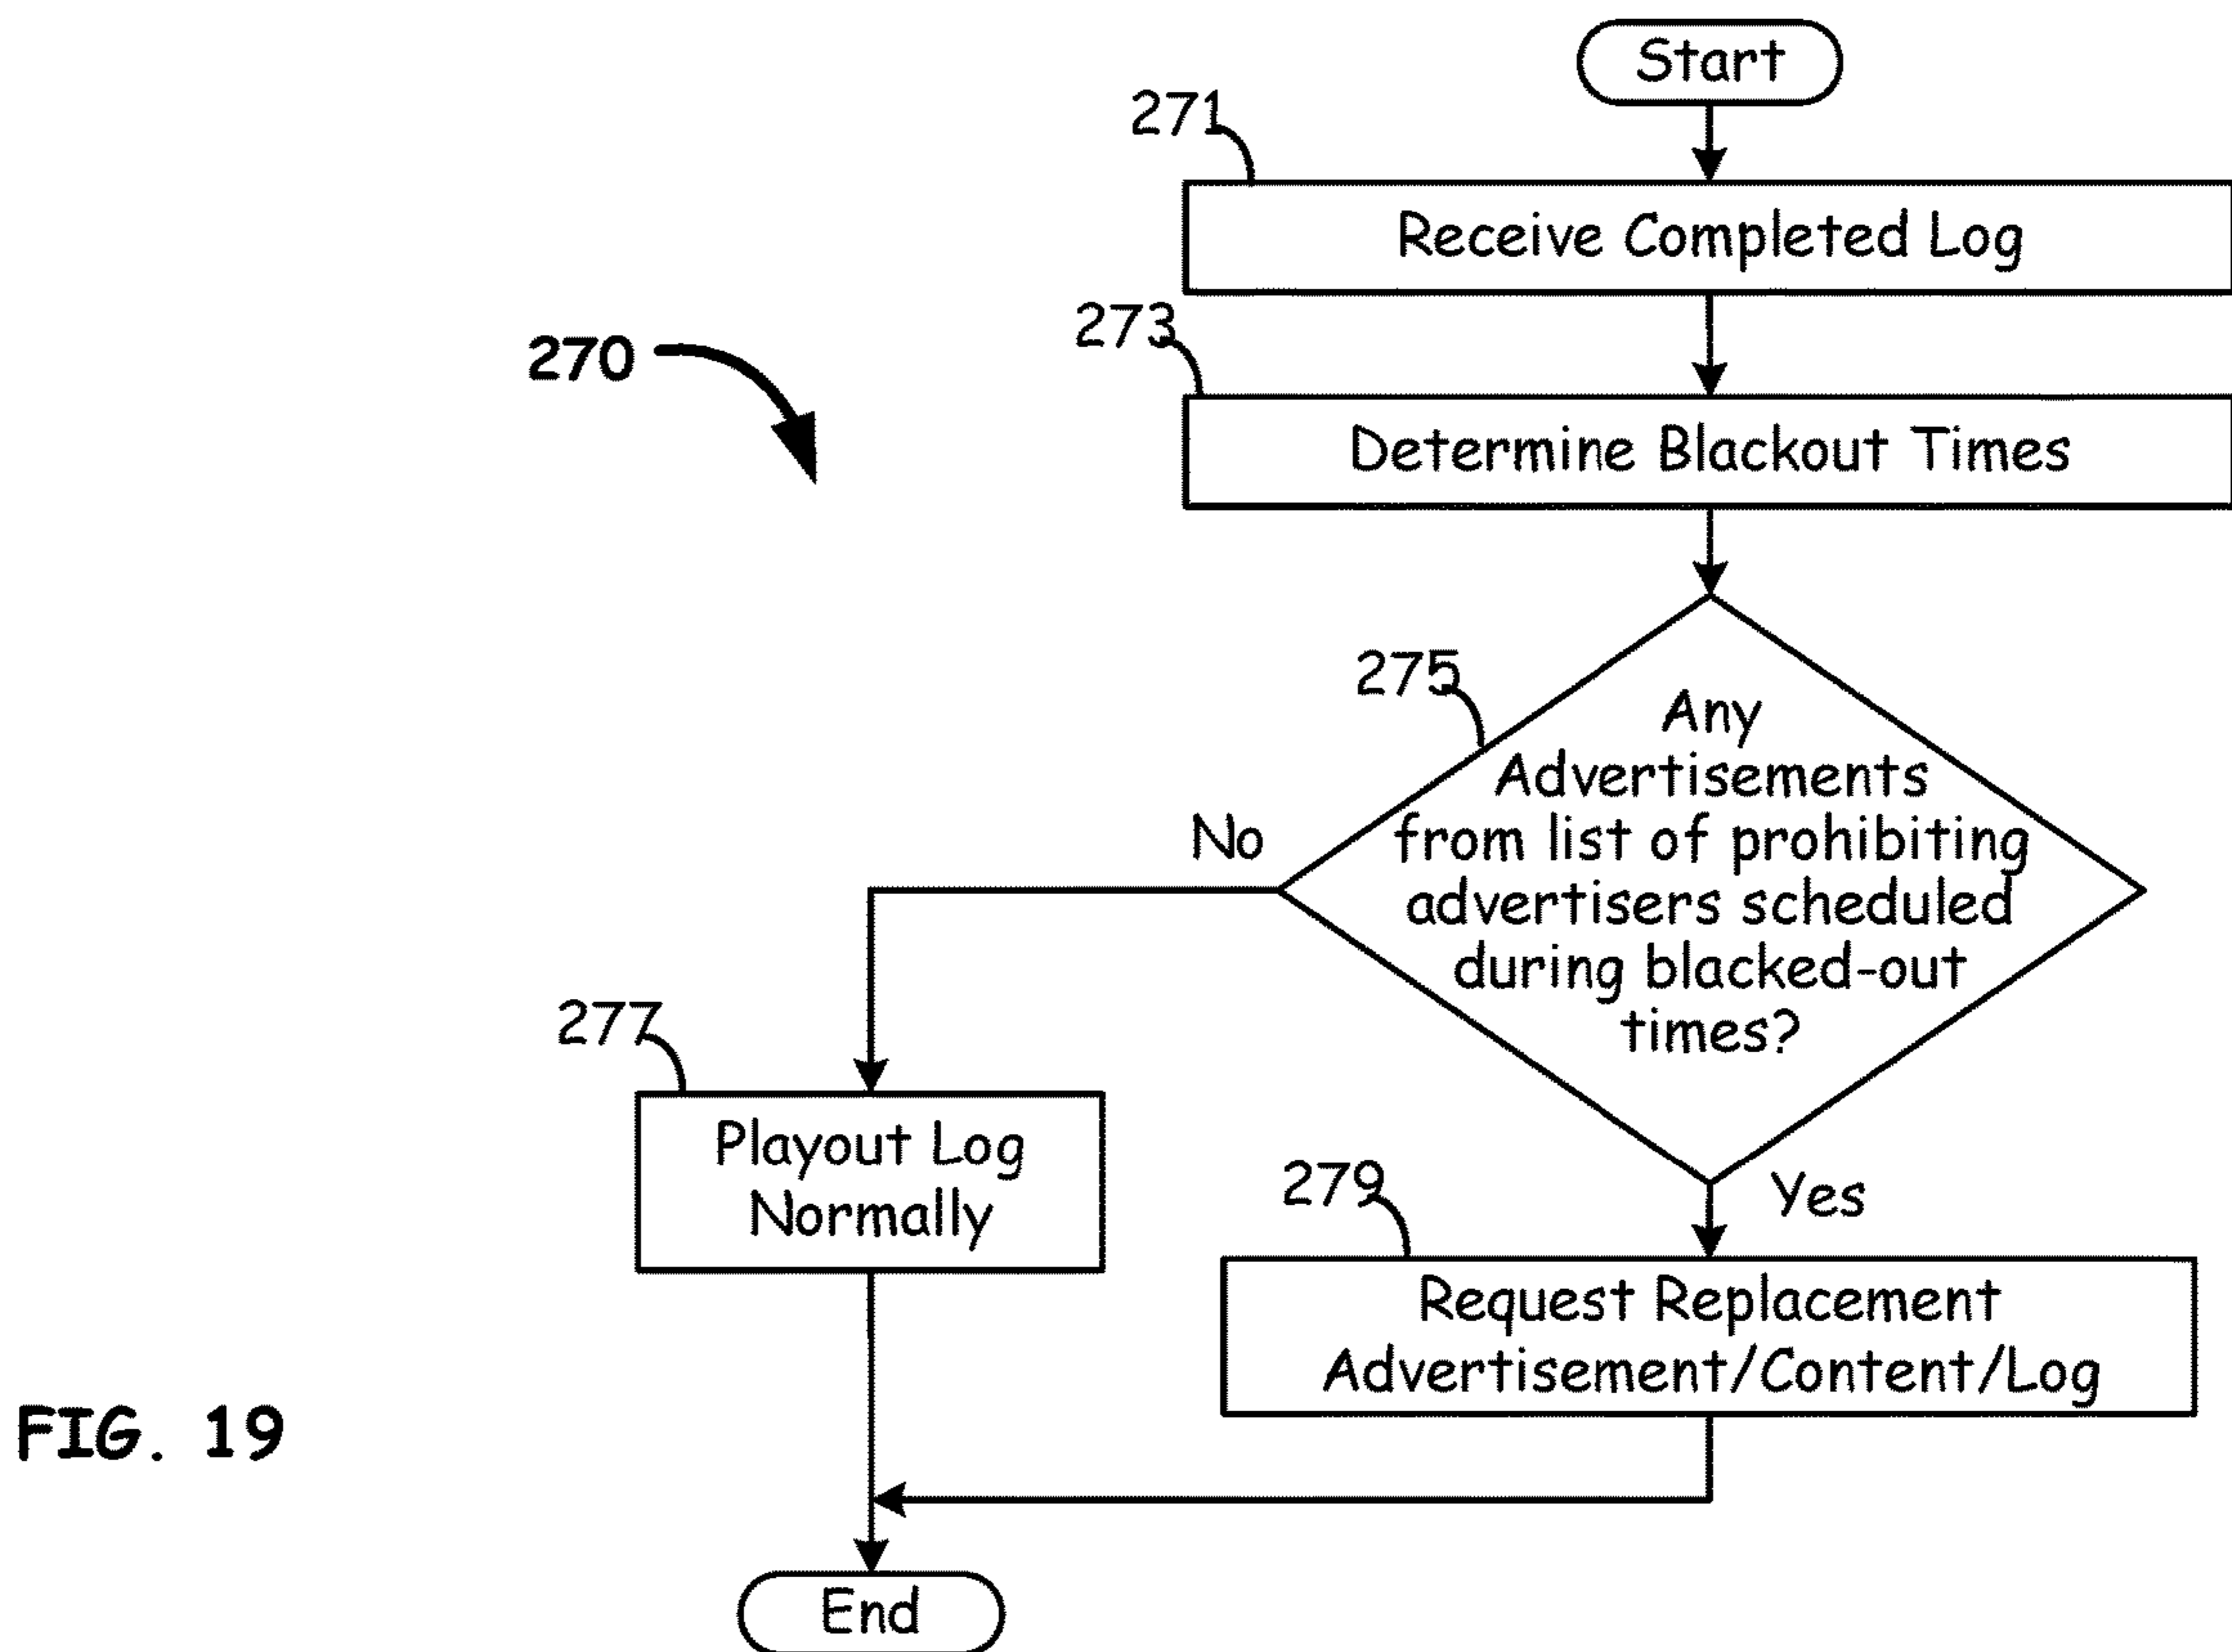 Start
271
Receive Completed Log
273
270
Determine Blackout Times
275
Any
Advertisements
from list of prohibiting
advertisers scheduled
during blacked-out
times?
No
277
Playout Log
Normally
Yes
279
Request Replacement
Advertisement/Content/Log
FIG. 19
End